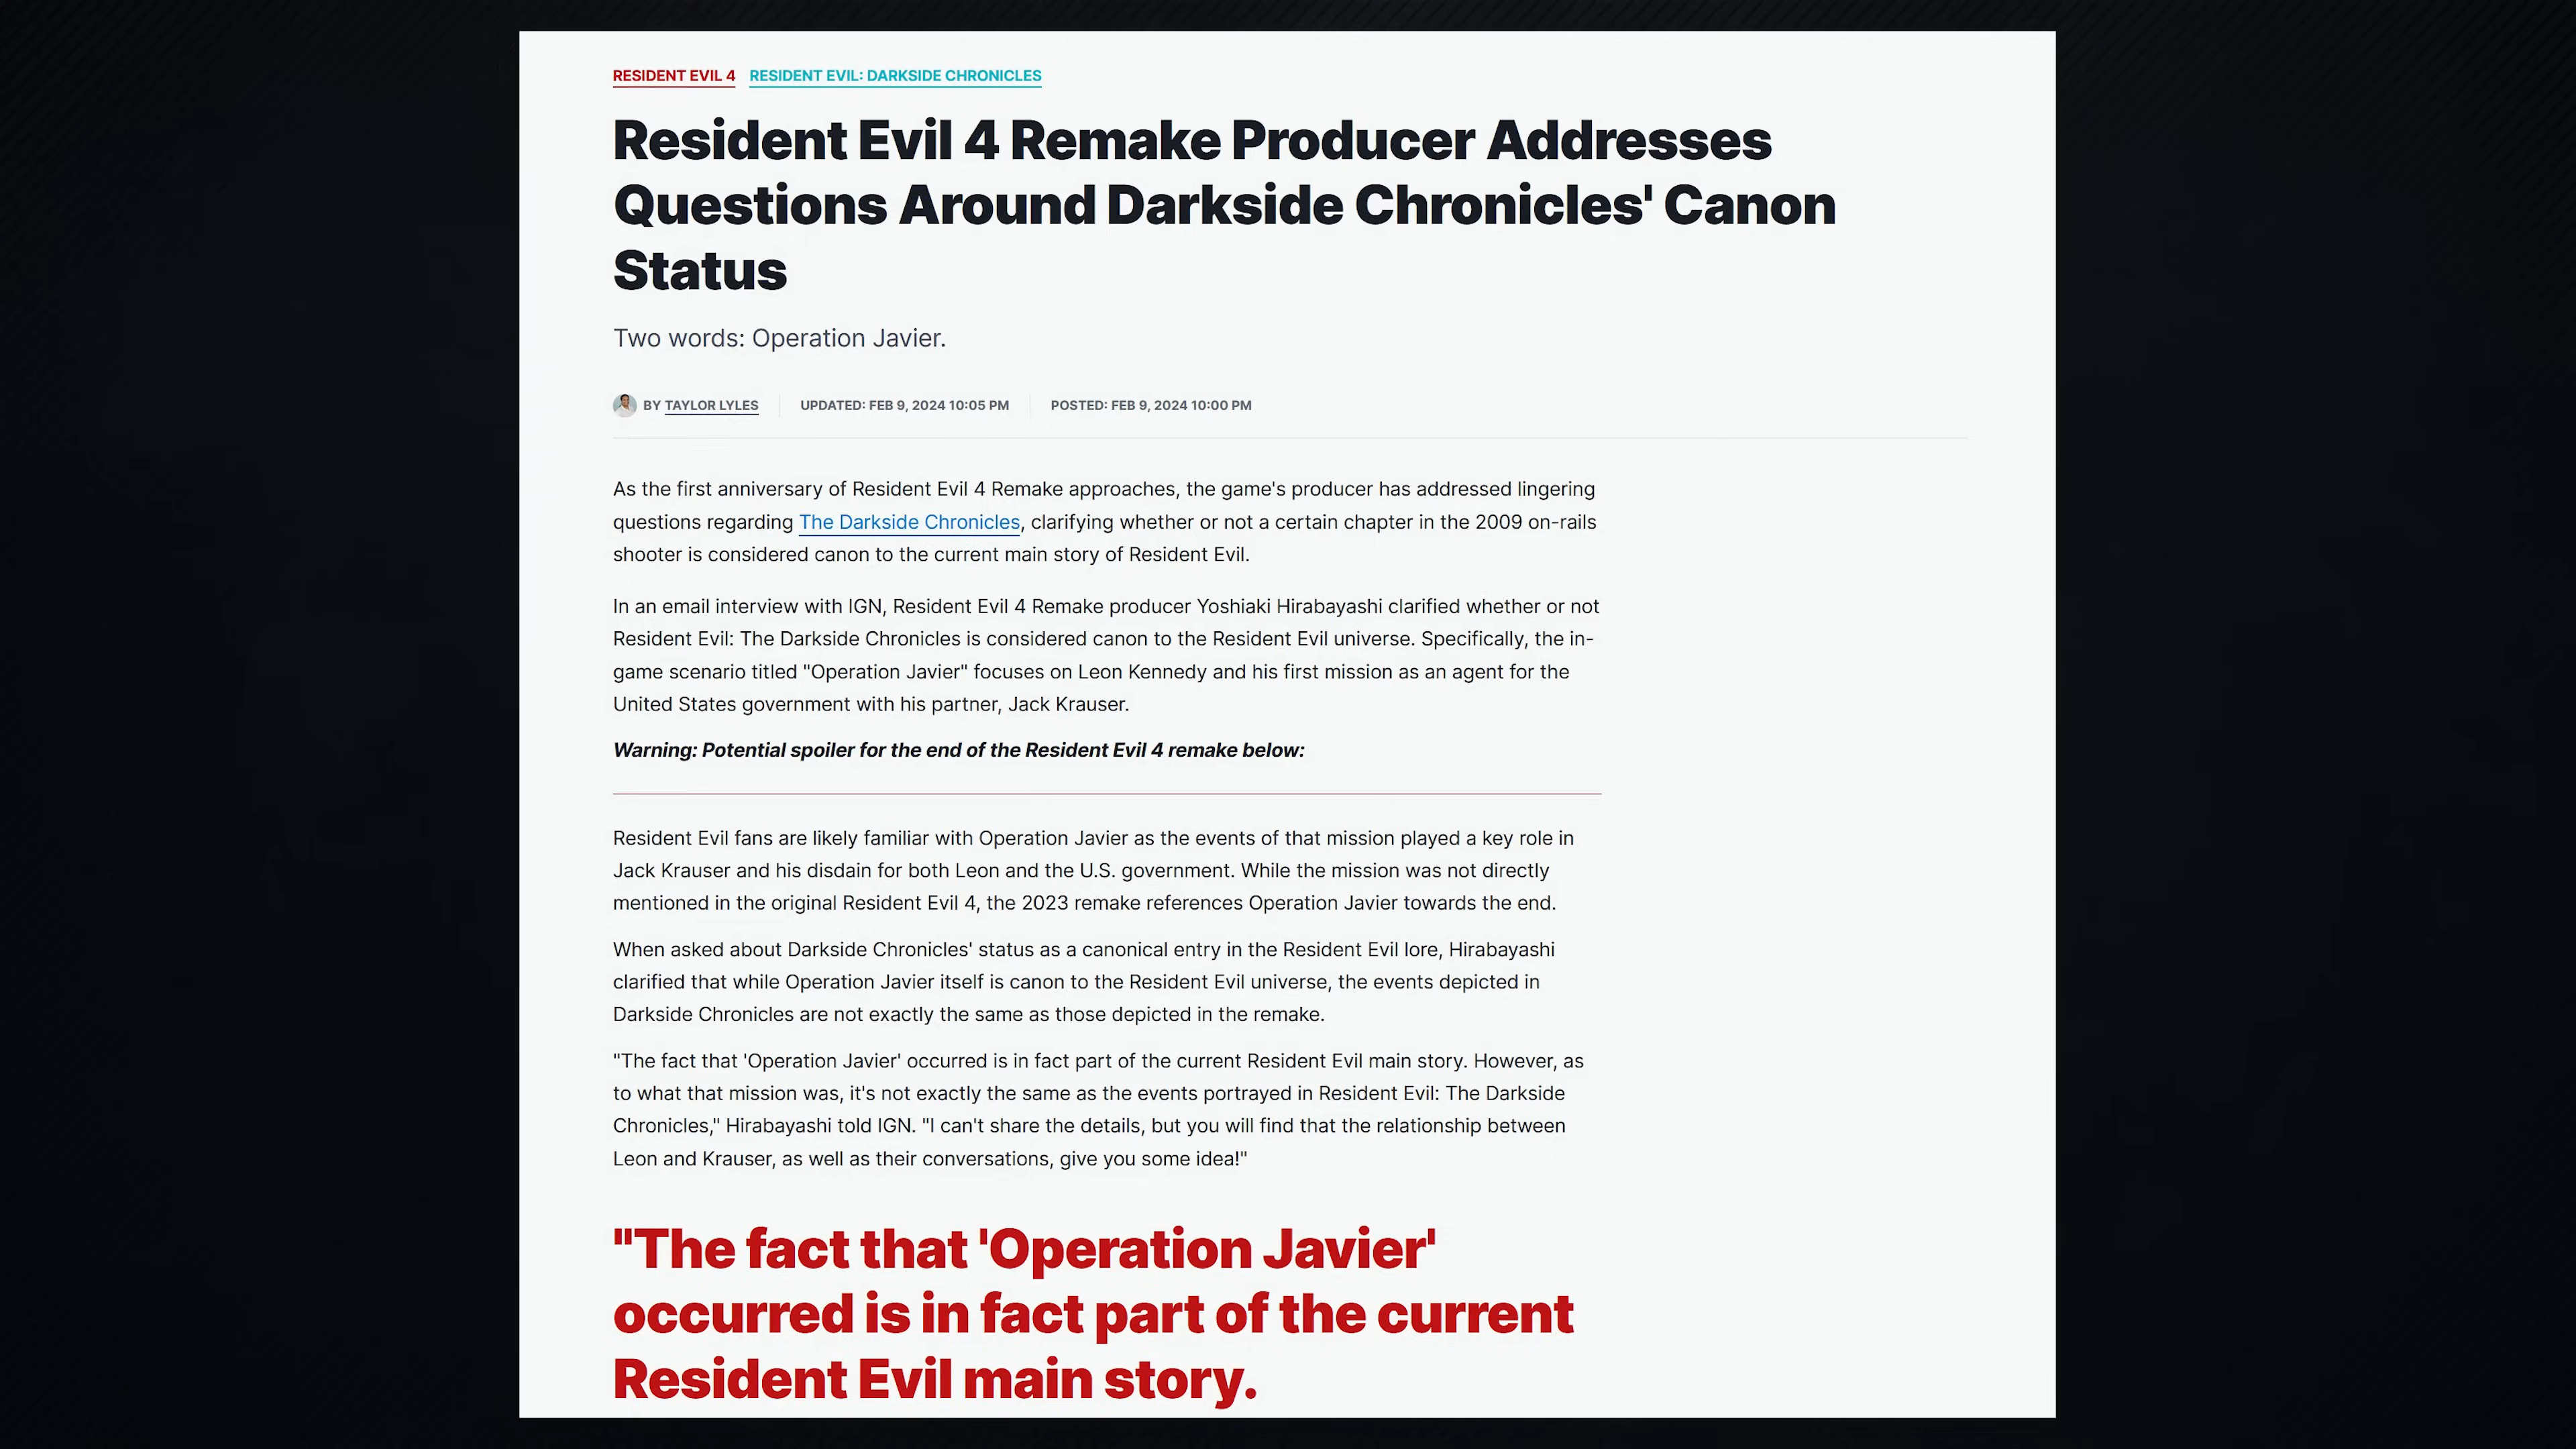 RESIDENT EVIL 4 RESIDENT EVIL: DARKSIDE CHRONICLES
Resident Evil 4 Remake Producer Addresses
Questions Around Darkside Chronicles' Canon
Status
Two words: Operation Javier.
BY TAYLOR LYLES UPDATED: FEB 9, 2024 10:05 PM POSTED: FEB 9, 2024 10:00 PM
As the first anniversary of Resident Evil 4 Remake approaches, the game's producer has addressed lingering
questions regarding The Darkside Chronicles, clarifying whether or not a certain chapter in the 2009 on-rails
shooter is considered canon to the current main story of Resident Evil.
In an email interview with IGN, Resident Evil 4 Remake producer Yoshiaki Hirabayashi clarified whether or not
Resident Evil: The Darkside Chronicles is considered canon to the Resident Evil universe. Specifically, the in-
game scenario titled "Operation Javier" focuses on Leon Kennedy and his first mission as an agent for the
United States government with his partner, Jack Krauser.
Warning: Potential spoiler for the end of the Resident Evil 4 remake below:
Resident Evil fans are likely familiar with Operation Javier as the events of that mission played a key role in
Jack Krauser and his disdain for both Leon and the U.S. government. While the mission was not directly
mentioned in the original Resident Evil 4, the 2023 remake references Operation Javier towards the end.
When asked about Darkside Chronicles' status as a canonical entry in the Resident Evil lore, Hirabayashi
clarified that while Operation Javier itself is canon to the Resident Evil universe, the events depicted in
Darkside Chronicles are not exactly the same as those depicted in the remake.
"The fact that 'Operation Javier' occurred is in fact part of the current Resident Evil main story. However, as
to what that mission was, it's not exactly the same as the events portrayed in Resident Evil: The Darkside
Chronicles," Hirabayashi told IGN. "I can't share the details, but you will find that the relationship between
Leon and Krauser, as well as their conversations, give you some idea!"
"The fact that 'Operation Javier'
occurred is in fact part of the current
Resident Evil main story.